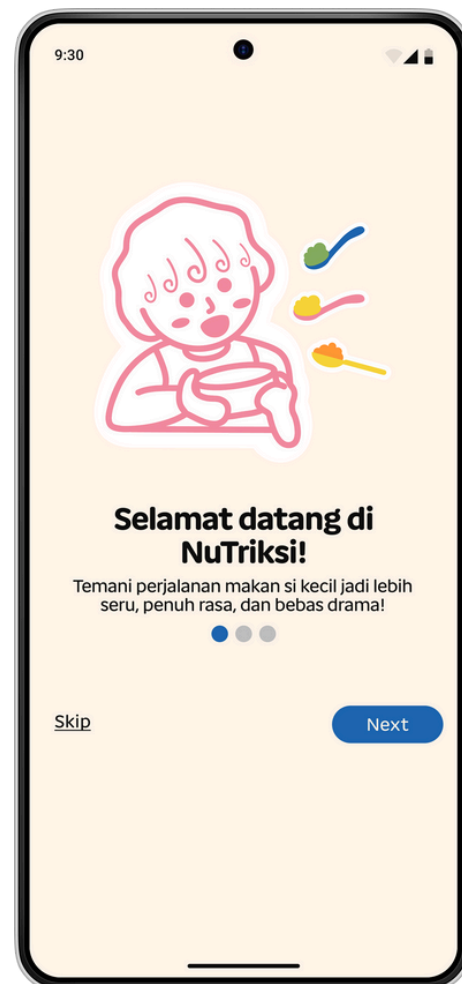 9:30
Selamat datang di
NuTriksi!
Temani perjalanan makan si kecil jadi lebih
seru, penuh rasa, dan bebas drama!
Skip
Next